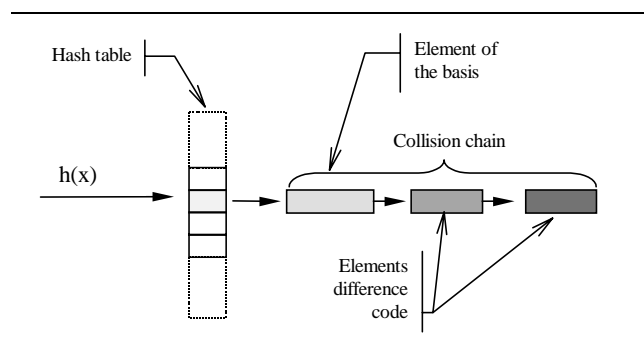 Hash table
Element of
the basis
Collision chain
h(x)
Elements
difference
code